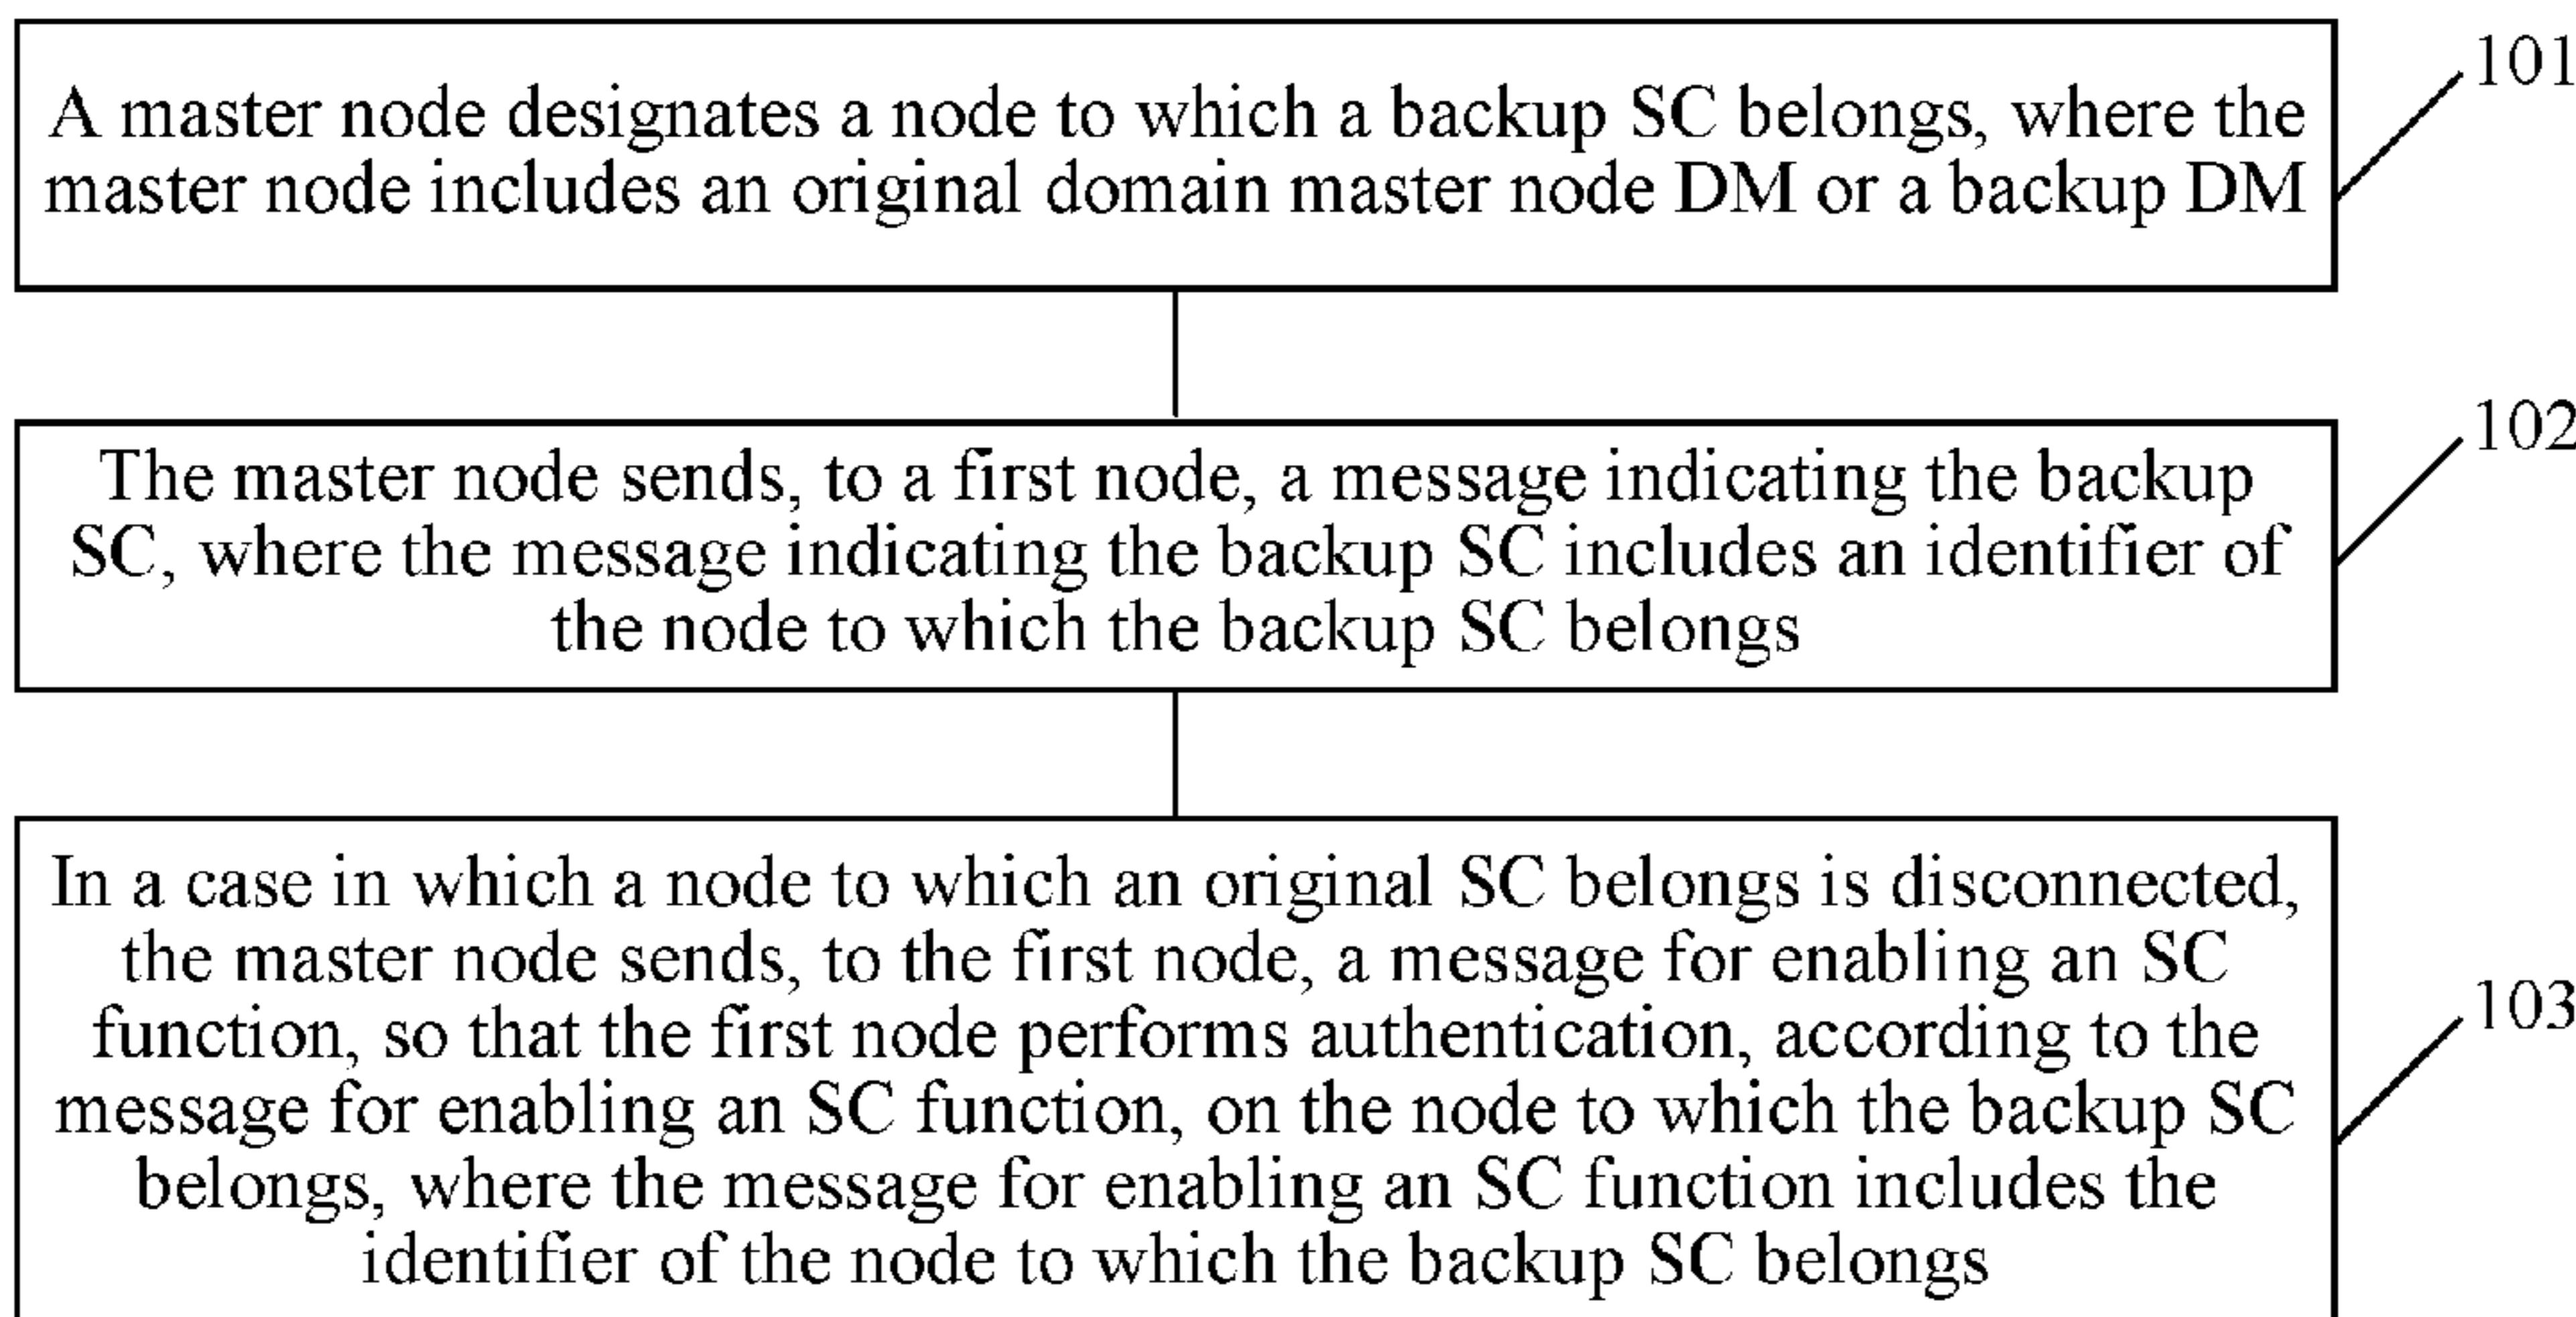 A master node designates a node to which a backup SC belongs, where the
master node includes an original domain master node DM or a backup DM
101
The master node sends, to a first node, a message indicating the backup
SC, where the message indicating the backup SC includes an identifier of
the node to which the backup SC belongs
102
In a case in which a node to which an original SC belongs is disconnected,
the master node sends, to the first node, a message for enabling an SC
function, so that the first node performs authentication, according to the
message for enabling an SC function, on the node to which the backup SC
belongs, where the message for enabling an SC function includes the
identifier of the node to which the backup SC belongs
103